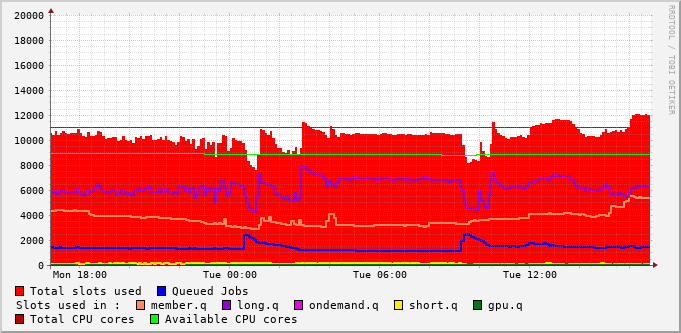 RRDTOOL / TOBI OETIKER
20000
18000
16000
14000
12000
10000
8000
6000
4000
2000
0
Mon 18:00 Tue 00:00 Tue 06:00 Tue 12:00
Total slots used Queued Jobs
Slots used in : member.q long.q ondemand.q short.q gpu.q
Total CPU cores Available CPU cores